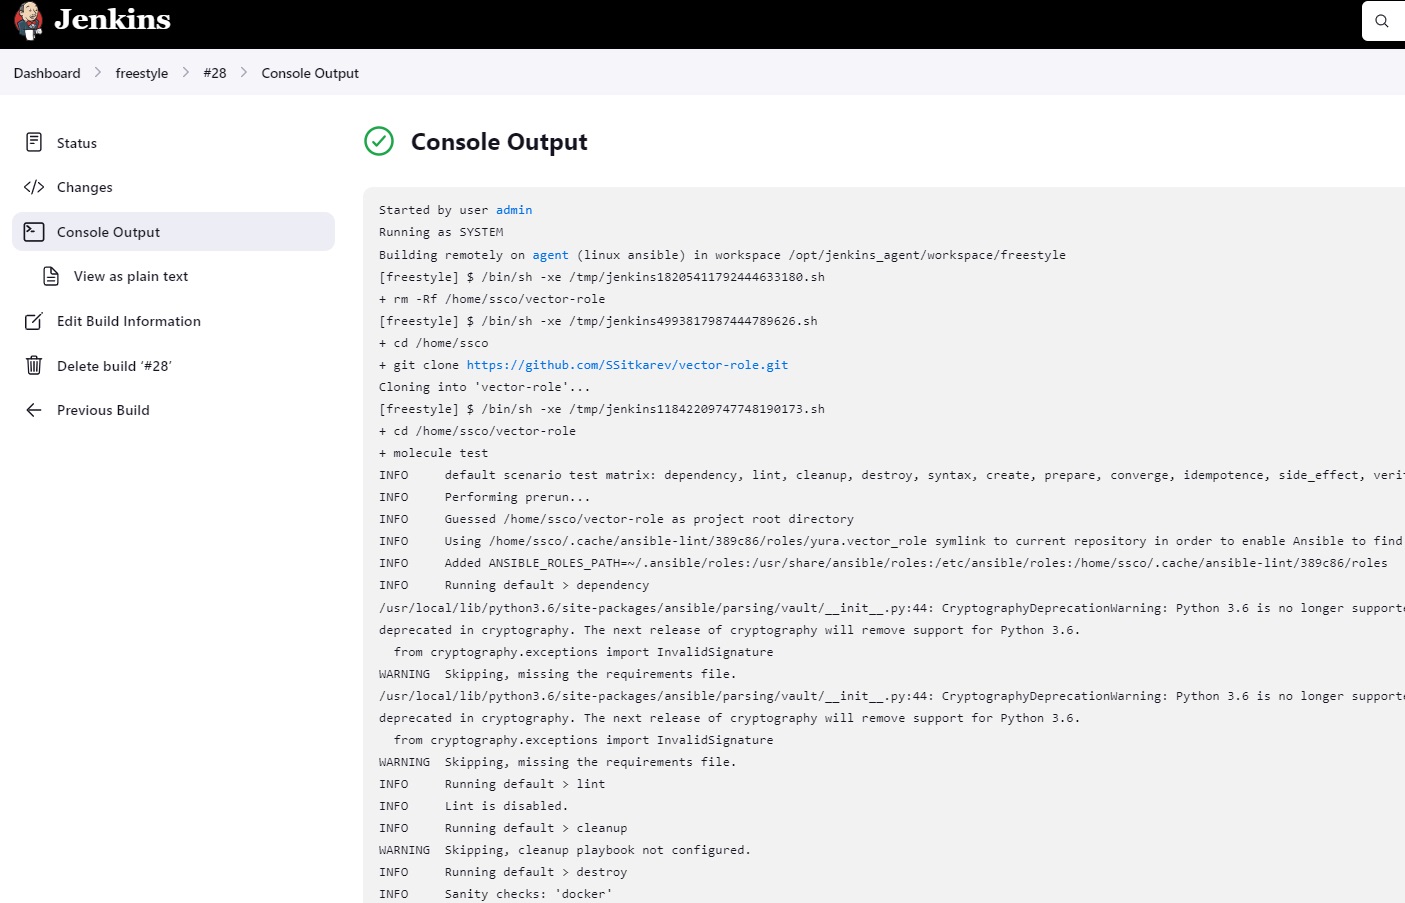 Jenkins
Dashboard > freestyle > #28 > Console Output
Status
Changes
Console Output
View as plain text
Edit Build Information
Delete build ‘#28’
Previous Build
Console Output
Started by user admin
Running as SYSTEM
Building remotely on agent (linux ansible) in workspace /opt/jenkins_agent/workspace/freestyle
[freestyle] $ /bin/sh -xe /tmp/jenkins18205411792444633180.sh
+ rm -Rf /home/ssco/vector-role
[freestyle] $ /bin/sh -xe /tmp/jenkins4993817987444789626.sh
+ cd /home/ssco
+ git clone https://github.com/SSitkarev/vector-role.git
Cloning into 'vector-role'...
[freestyle] $ /bin/sh -xe /tmp/jenkins11842209747748190173.sh
+ cd /home/ssco/vector-role
+ molecule test
INFO     default scenario test matrix: dependency, lint, cleanup, destroy, syntax, create, prepare, converge, idempotence, side_effect, veri
INFO     Performing prerun...
INFO     Guessed /home/ssco/vector-role as project root directory
INFO     Using /home/ssco/.cache/ansible-lint/389c86/roles/yura.vector_role symlink to current repository in order to enable Ansible to find
INFO     Added ANSIBLE_ROLES_PATH=~/.ansible/roles:/usr/share/ansible/roles:/etc/ansible/roles:/home/ssco/.cache/ansible-lint/389c86/roles
INFO     Running default > dependency
/usr/local/lib/python3.6/site-packages/ansible/parsing/vault/__init__.py:44: CryptographyDeprecationWarning: Python 3.6 is no longer supporte
deprecated in cryptography. The next release of cryptography will remove support for Python 3.6.
  from cryptography.exceptions import InvalidSignature
WARNING  Skipping, missing the requirements file.
/usr/local/lib/python3.6/site-packages/ansible/parsing/vault/__init__.py:44: CryptographyDeprecationWarning: Python 3.6 is no longer supporte
deprecated in cryptography. The next release of cryptography will remove support for Python 3.6.
  from cryptography.exceptions import InvalidSignature
WARNING  Skipping, missing the requirements file.
INFO     Running default > lint
INFO     Lint is disabled.
INFO     Running default > cleanup
WARNING  Skipping, cleanup playbook not configured.
INFO     Running default > destroy
INFO     Sanity checks: 'docker'